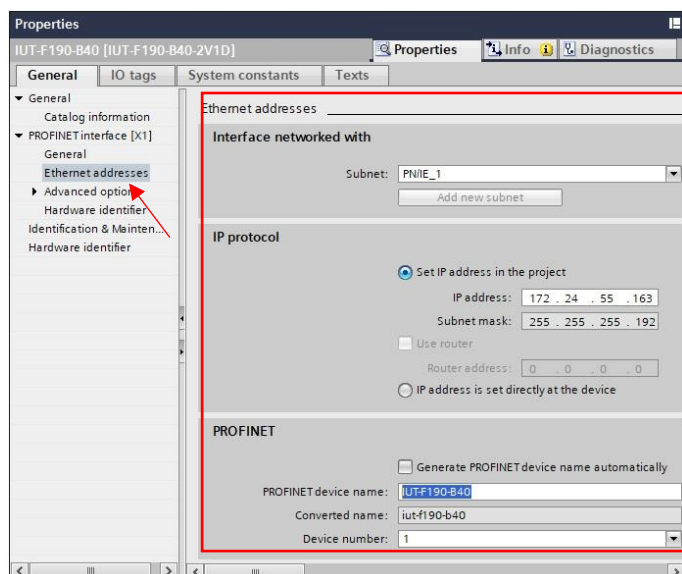 Properties
IUT-F190-B40 [IUT-F190-B40-2V1D]
Properties
Info
Diagnostics
General
IO tags
System constants
Texts
General
Catalog information
PROFINET interface [X1]
General
Ethernet addresses
Advanced option
Hardware identifier
Identification & Mainten...
Hardware identifier
Ethernet addresses
Interface networked with
Subnet: PN/IE_1
Add new subnet
IP protocol
Set IP address in the project
IP address: 172 . 24 . 55 . 163
Subnet mask: 255 . 255 . 255 . 192
Use router
Router address: 0 . 0 . 0 . 0
IP address is set directly at the device
PROFINET
Generate PROFINET device name automatically
PROFINET device name: IUT-F190-B40
Converted name: iut-f190-b40
Device number: 1